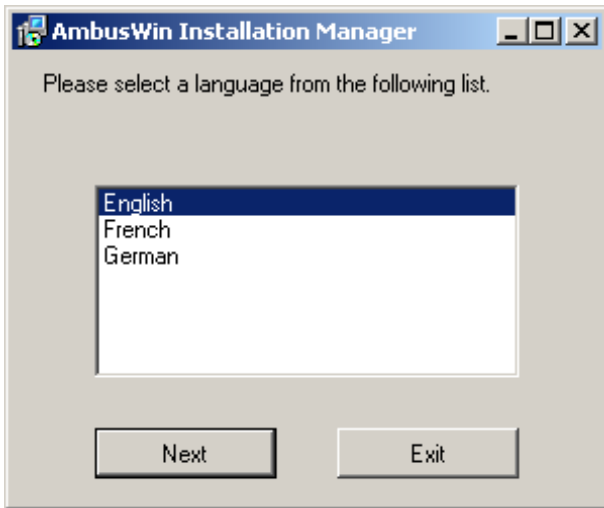 AmbusWin Installation Manager
Please select a language from the following list.
English
French
German
Next
Exit